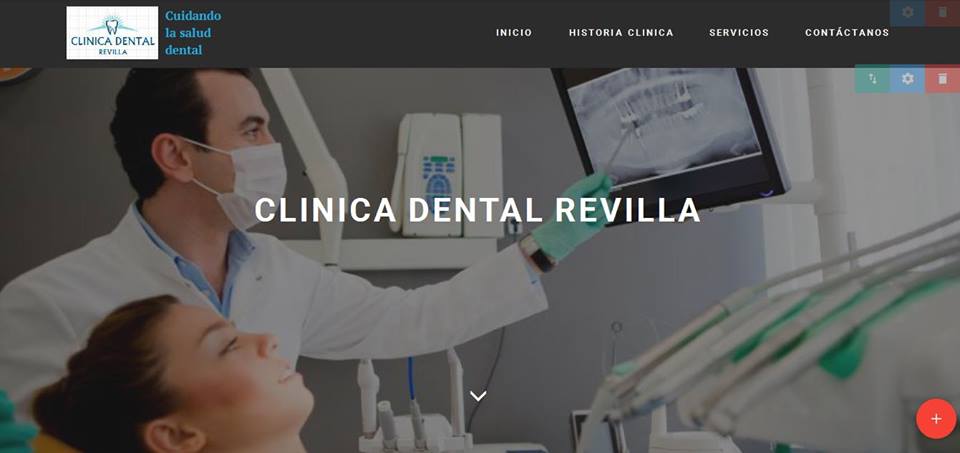 CLINICA DENTAL
REVILLA
Cuidando
la salud
dental
INICIO
HISTORIA CLINICA
SERVICIOS
CONTÁCTANOS
CLINICA DENTAL REVILLA